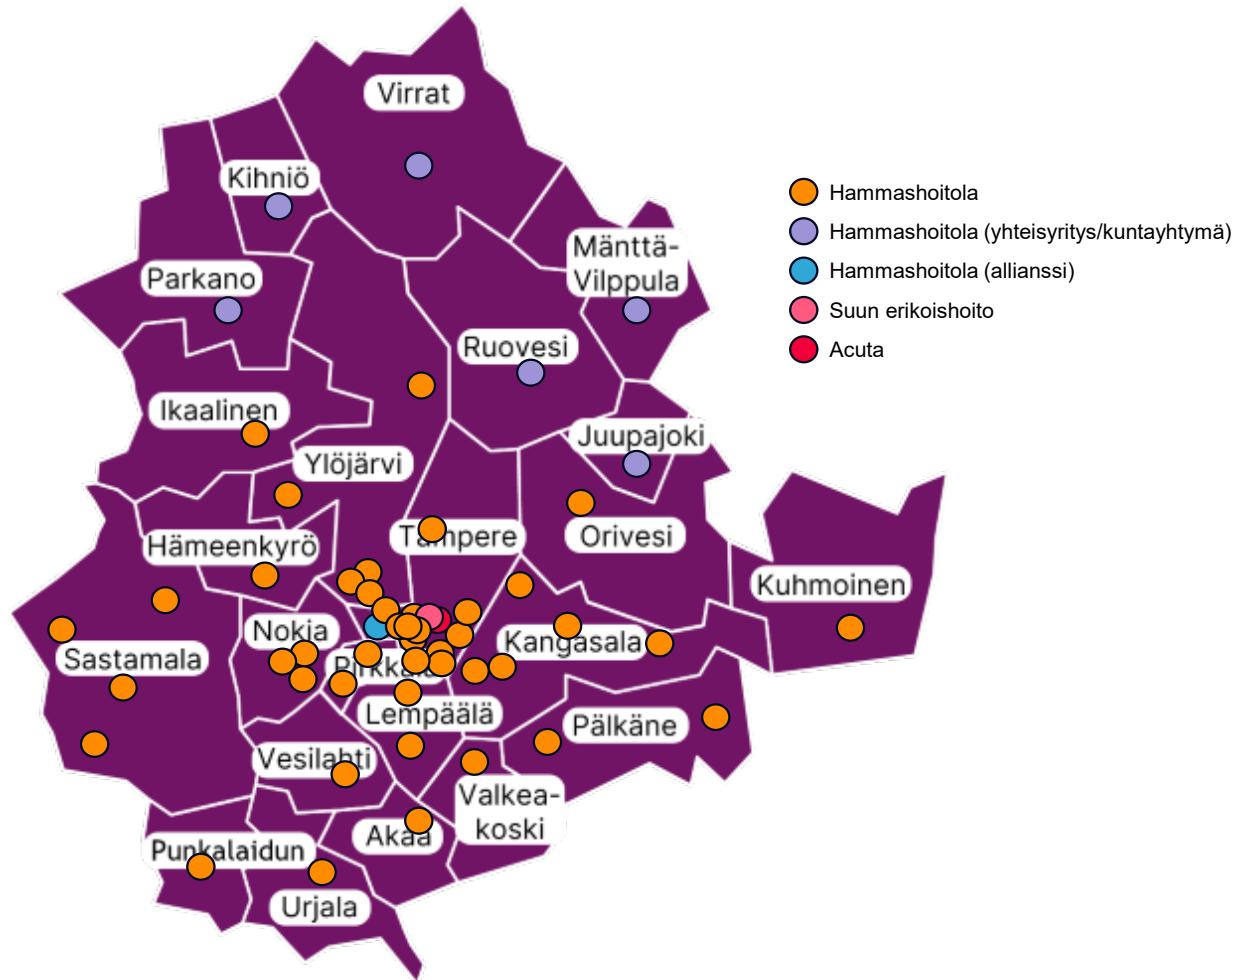 Virrat
Kihniö
Mänttä-
Vilppula
Parkano
Ruovesi
Ikaalinen
Juupajoki
Ylöjärvi
Tampere
Orivesi
Hämeenkyrö
Kuhmoinen
Nokia
Kangasala
Sastamala
Pirkkala
Lempäälä
Pälkäne
Vesilahti
Valkea-
koski
Akaa
Punkalaidun
Urjala
Hammashoitola
Hammashoitola (yhteisyritys/kuntayhtymä)
Hammashoitola (allianssi)
Suun erikoishoito
Acuta